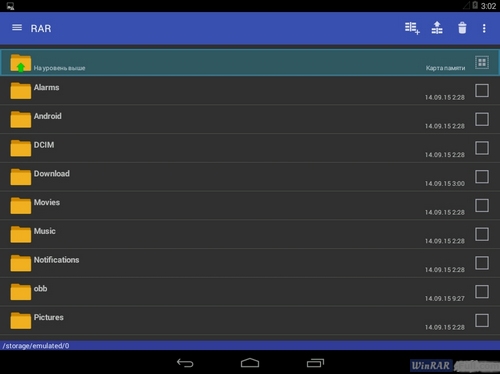 3:02
RAR
На уровень выше
Карта памяти
Alarms
14.09.15 2:28
Android
14.09.15 2:28
DCIM
14.09.15 2:28
Download
14.09.15 3:00
Movies
14.09.15 2:28
Music
14.09.15 2:28
Notifications
14.09.15 2:28
obb
14.09.15 9:27
Pictures
14.09.15 2:28
/storage/emulated/0
WinRAR